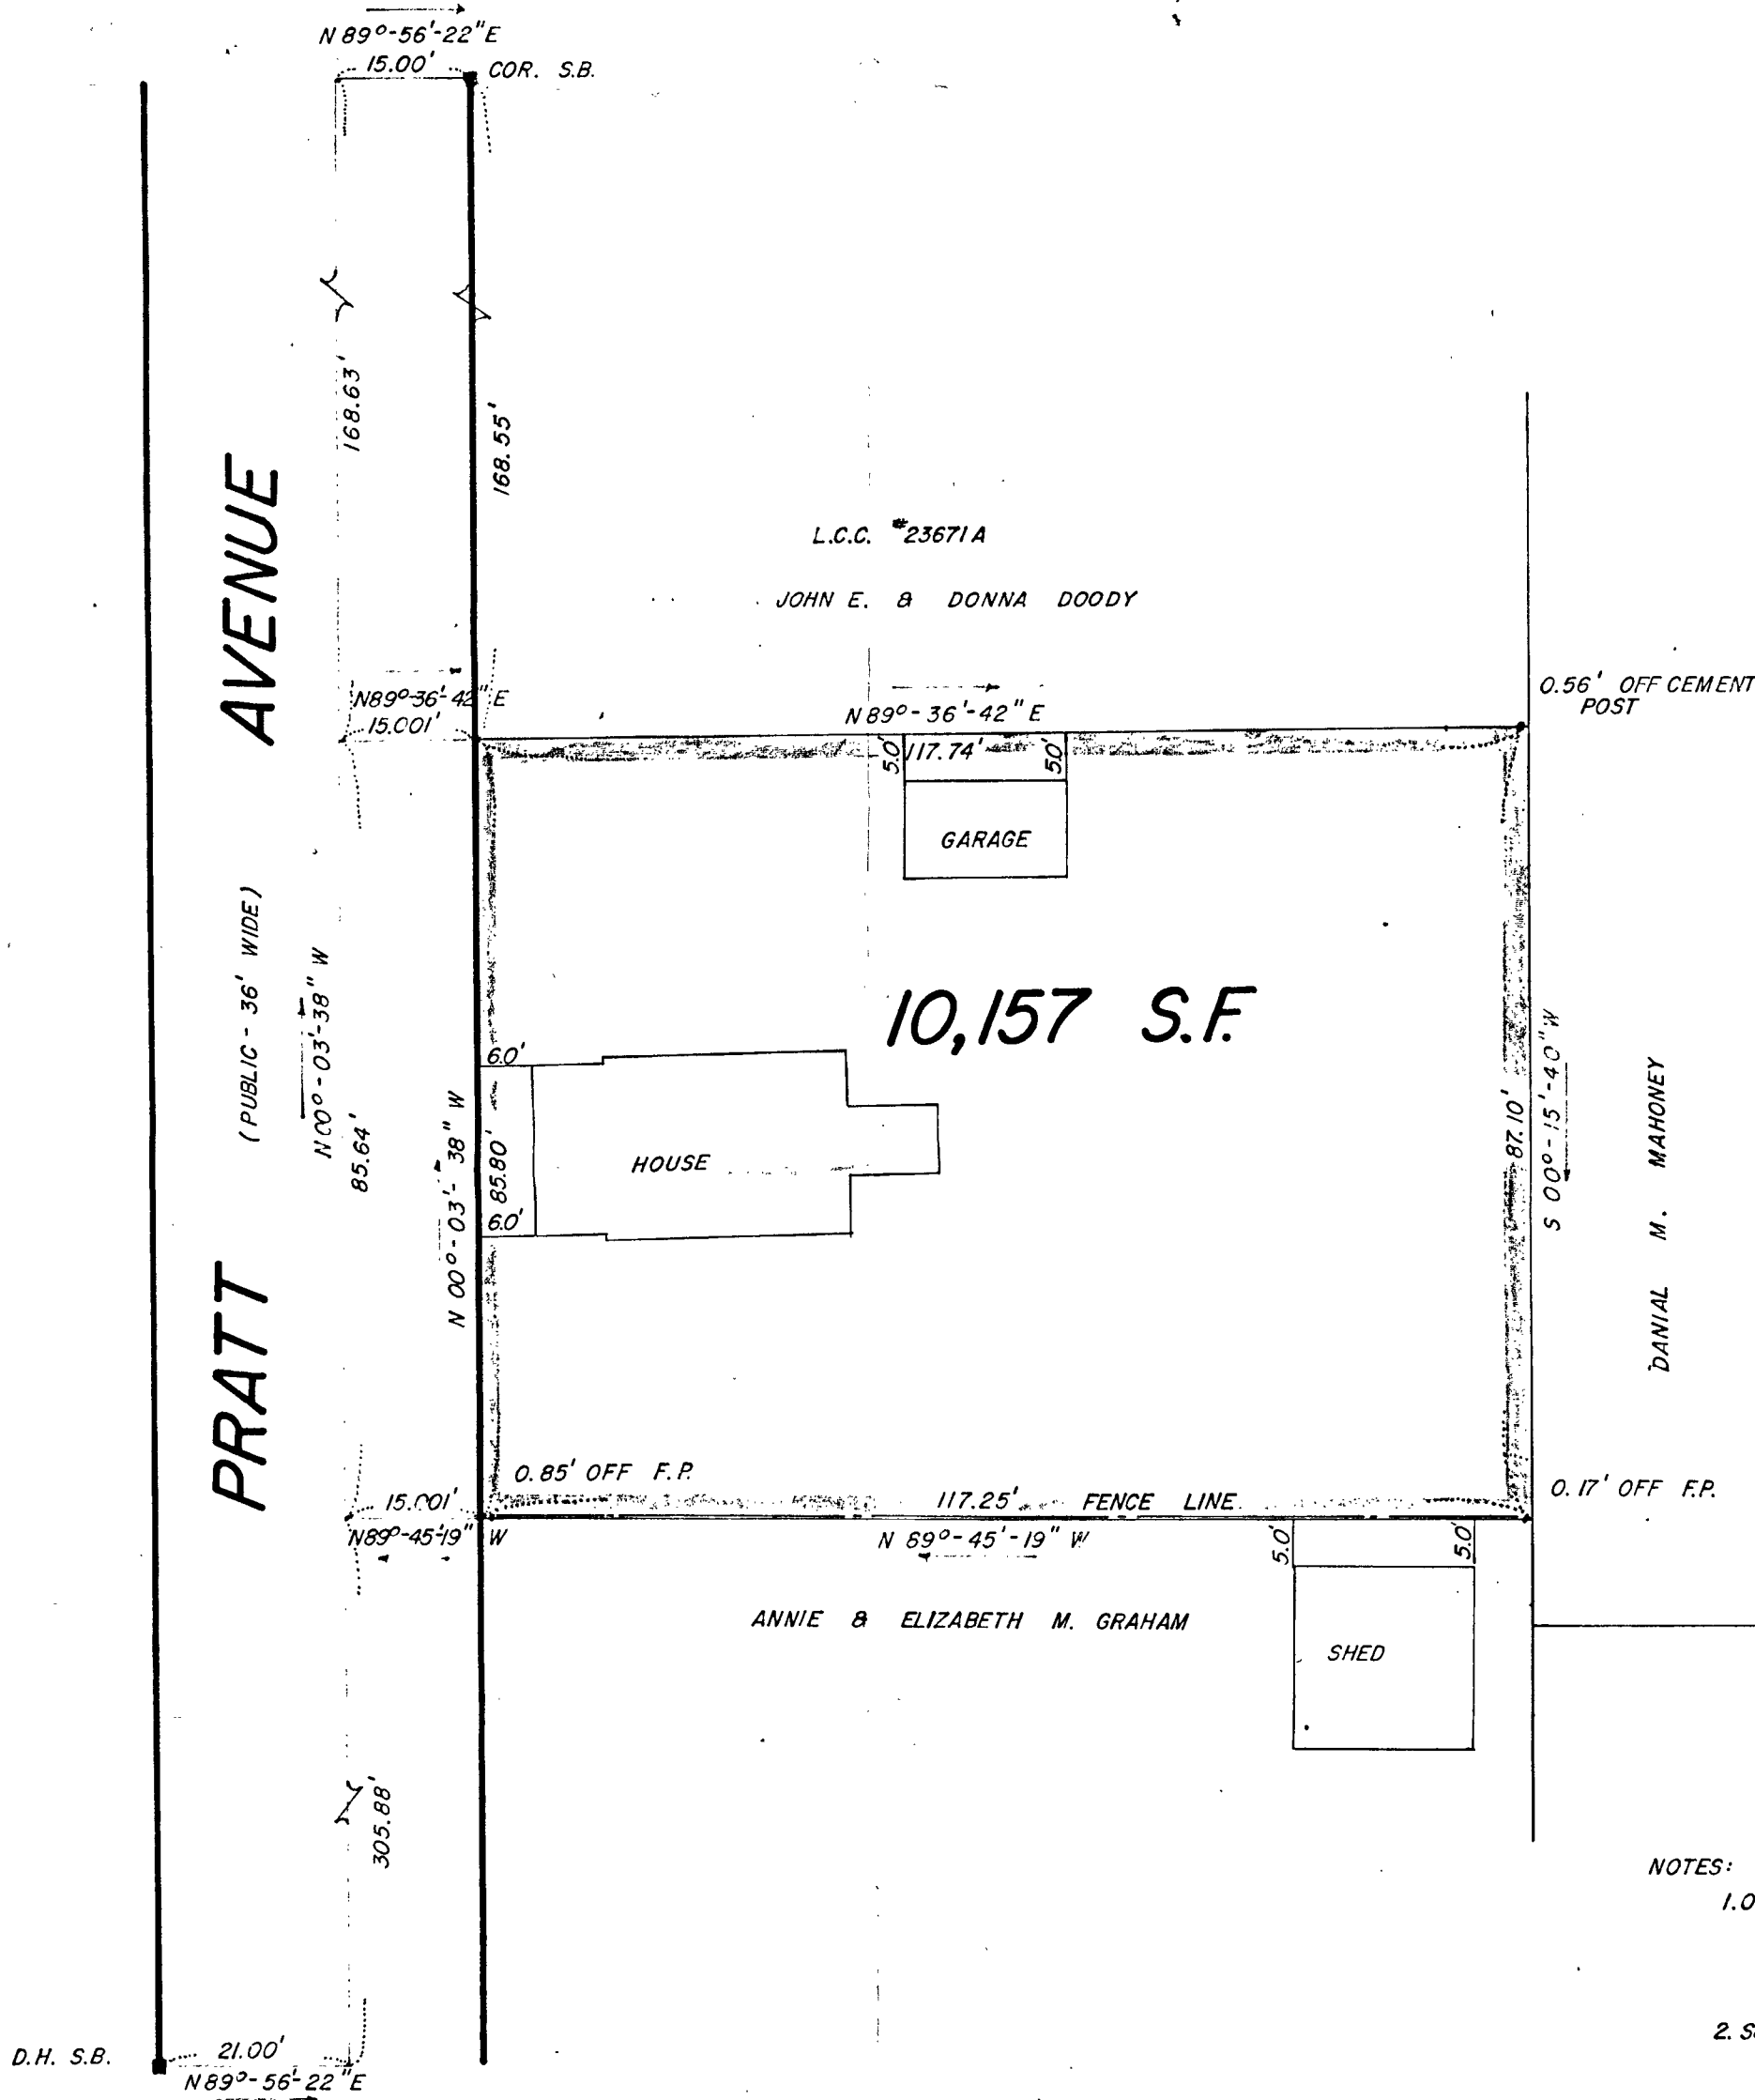 N 89°-56'-22" E
15.00'
COR. S.B.
168.63'
168.55'
L.C.C. #23671A
JOHN E. & DONNA DOODY
N89°-36'-42" E
15.001'
N 89°-36'-42" E
117.74'
5.0'
5.0'
0.56' OFF CEMENT
POST
GARAGE
PRATT AVENUE
(PUBLIC - 36' WIDE)
N 00°-03'-38" W
85.64'
10,157 S.F.
6.0'
N 00°-03'-38" W
85.80'
HOUSE
6.0'
87.10'
S 00°-15'-40" W
DANIAL M. MAHONEY
0.85' OFF F.P.
15.001'
N89°-45'-19" W
117.25'
FENCE LINE
N 89°-45'-19" W
0.17' OFF F.P.
5.0'
5.0'
ANNIE & ELIZABETH M. GRAHAM
SHED
305.88'
NOTES:
1.0
D.H. S.B.
21.00'
N 89°-56'-22" E
2. S